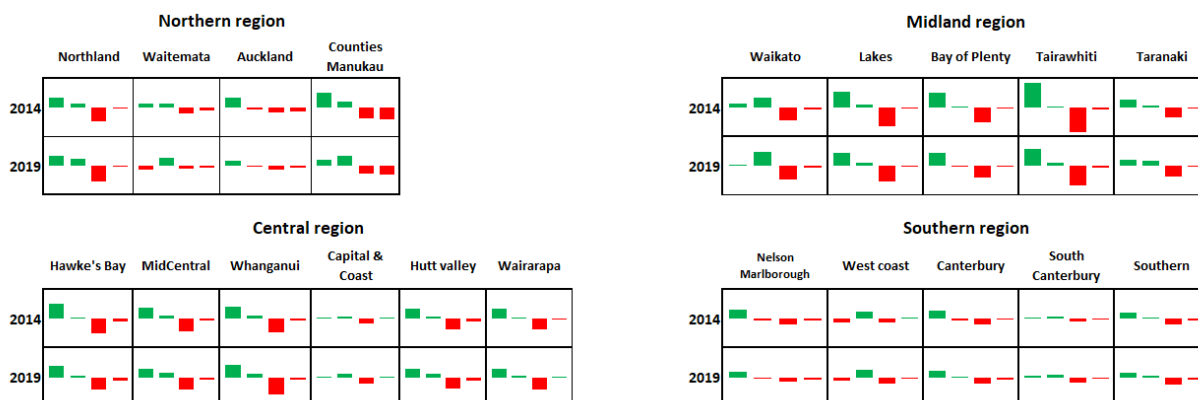 Northern region
Northland Waitemata Auckland Counties Manukau
2014
2019
Midland region
Waikato Lakes Bay of Plenty Tairawhiti Taranaki
2014
2019
Central region
Hawke's Bay MidCentral Whanganui Capital & Coast Hutt valley Wairarapa
2014
2019
Southern region
Nelson Marlborough West coast Canterbury South Canterbury Southern
2014
2019